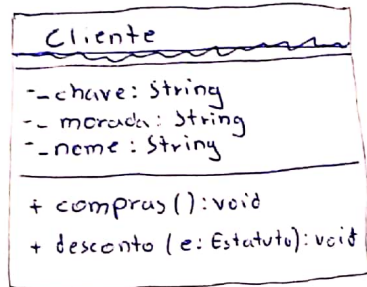 Cliente
-_chave: String
-_morada: String
-_nome: String
+ compras(): void
+ desconto (e: Estatuto): void